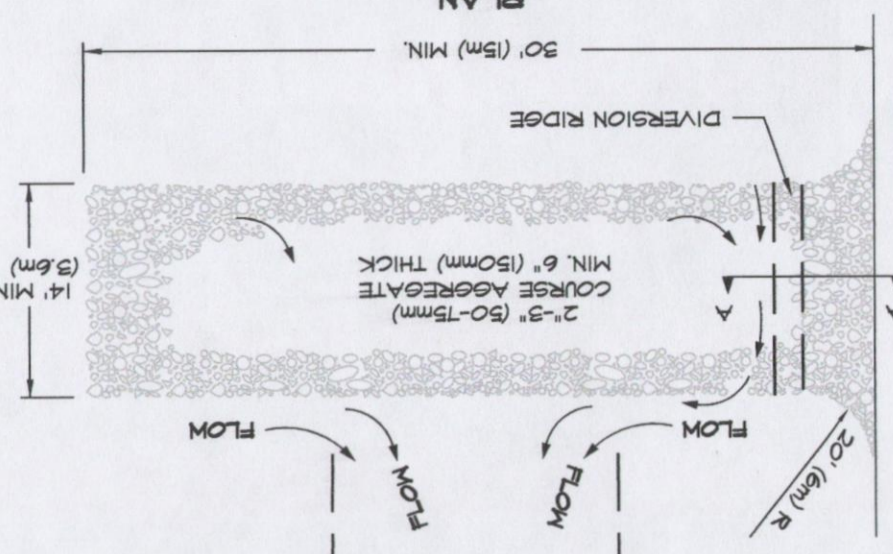 20' (6m) R
FLOW
FLOW
FLOW
FLOW
A
2"-3" (50-75mm)
COURSE AGGREGATE
MIN. 6" (150mm) THICK
14' MIN
(3.6m)
DIVERSION RIDGE
30' (15m) MIN.
PLAN